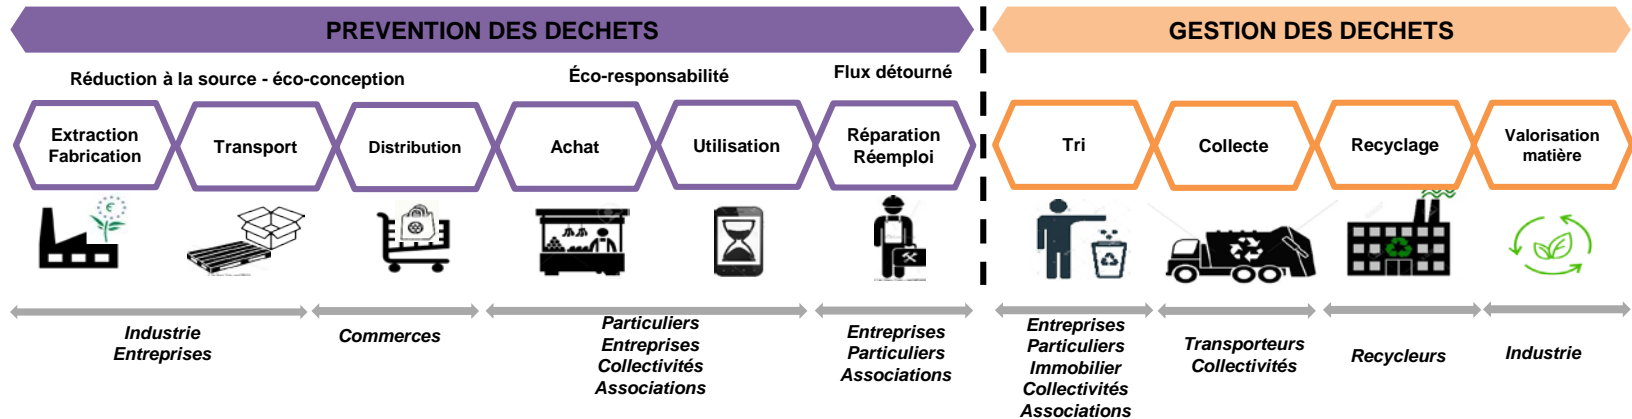 PREVENTION DES DECHETS
GESTION DES DECHETS
Réduction à la source - éco-conception
Éco-responsabilité
Flux détourné
Extraction
Fabrication
Transport
Distribution
Achat
Utilisation
Réparation
Réemploi
Tri
Collecte
Recyclage
Valorisation
matière
Industrie
Entreprises
Commerces
Particuliers
Entreprises
Collectivités
Associations
Entreprises
Particuliers
Associations
Entreprises
Particuliers
Immobilier
Collectivités
Associations
Transporteurs
Collectivités
Recycleurs
Industrie